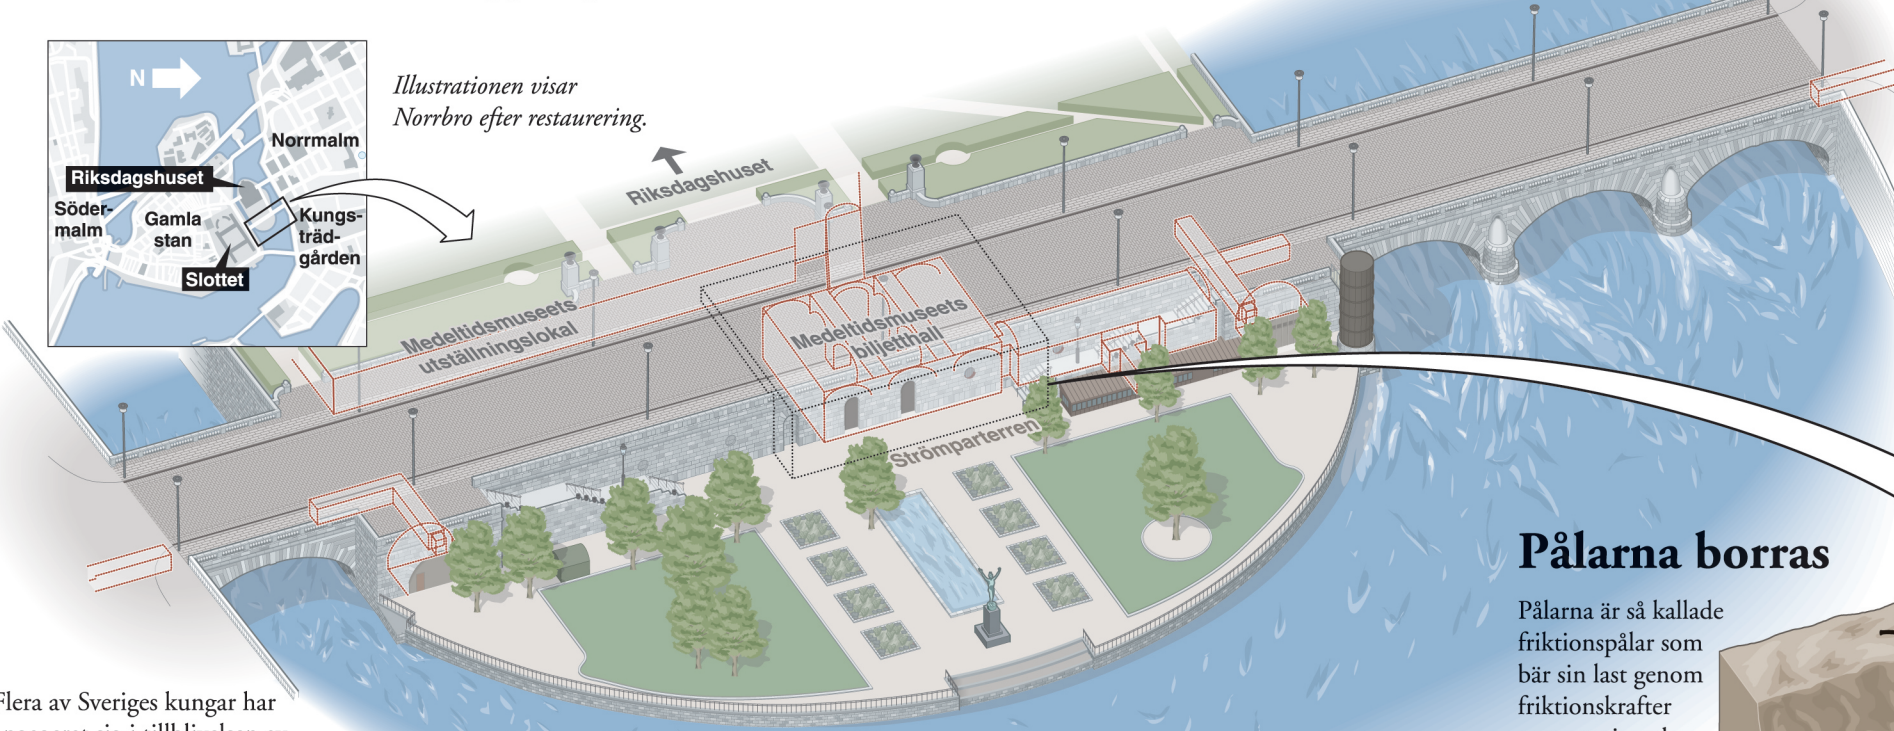 N
Norrmalm
Riksdagshuset
Söder-
malm
Gamla
stan
Kungs-
träd-
gården
Slottet
Illustrationen visar
Norrbro efter restaurering.
Riksdagshuset
Medeltidsmuseets
utställningslokal
Medeltidsmuseets
biljetthall
Strömparterren
Pålarna borras
Pålarna är så kallade
friktionspålar som
bär sin last genom
friktionskrafter
Flera av Sveriges kungar har